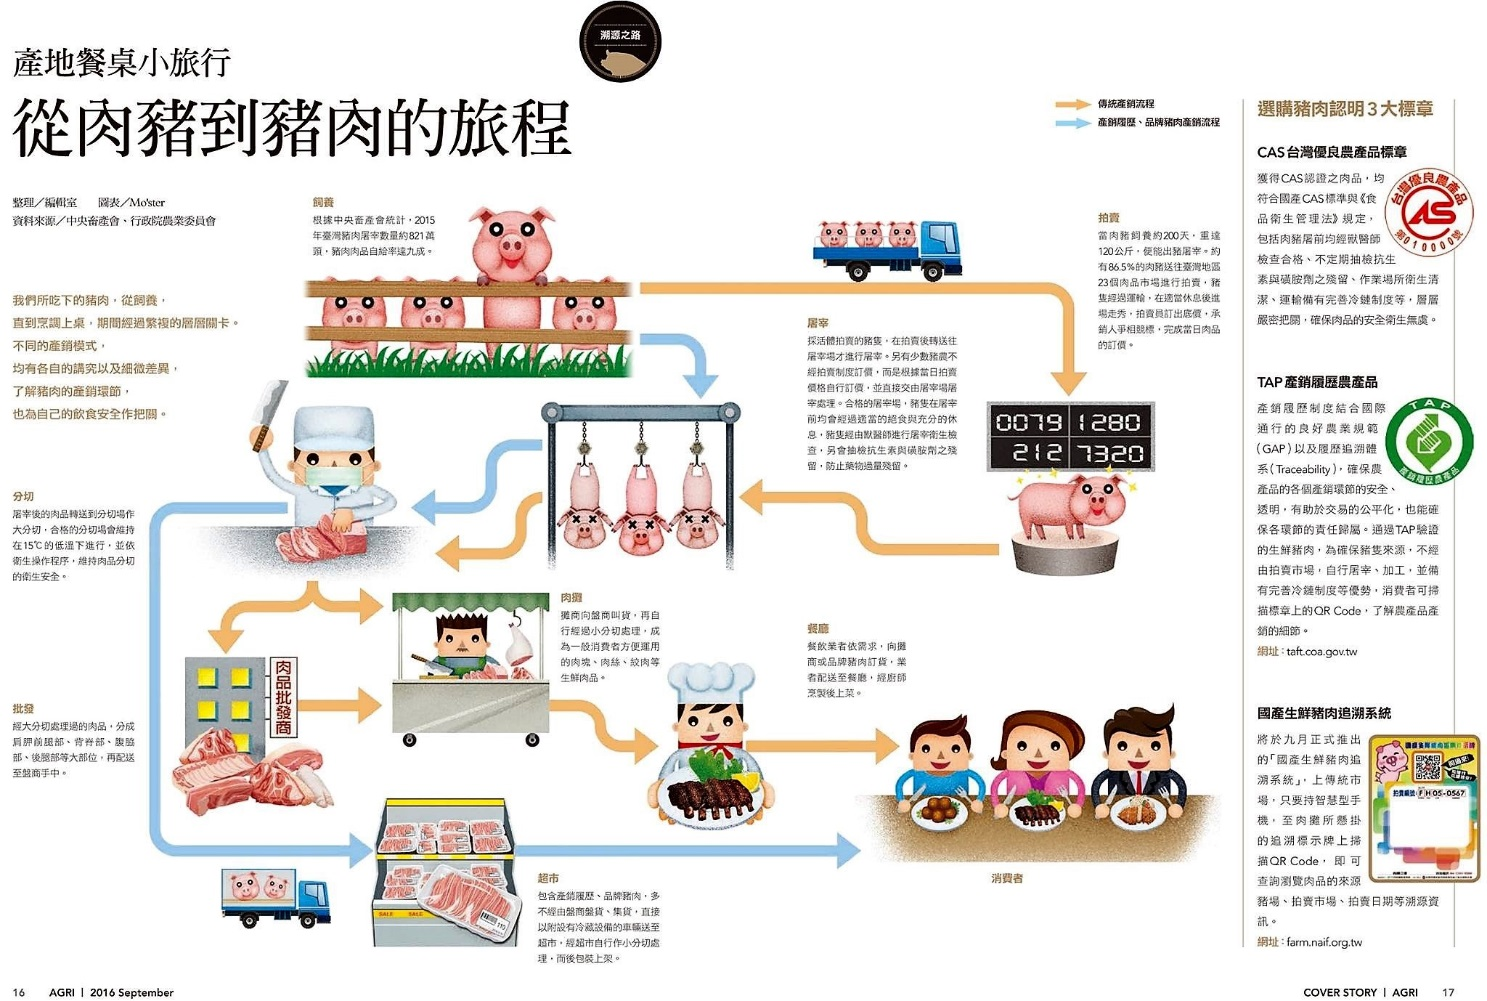 溯源之路
產地餐桌小旅行
從肉豬到豬肉的旅程
整理／編輯室　圖表／Mo'ster
資料來源／中央畜產會、行政院農業委員會
我們所吃下的豬肉，從飼養，
直到烹調上桌，期間經過繁複的層層關卡。
不同的產銷模式，
均有各自的講究以及細微差異，
了解豬肉的產銷環節，
也為自己的飲食安全作把關。
傳統產銷流程
產銷履歷、品牌豬肉產銷流程
飼養
根據中央畜產會統計，2015
年臺灣豬肉屠宰數量約821萬
頭，豬肉肉品自給率達九成。
拍賣
當肉豬飼養約200天，重達
120公斤，便能出豬屠宰。約
有86.5%的肉豬送往臺灣地區
23個肉品市場進行拍賣，豬
隻經過運輸，在適當休息後進
場走秀，拍賣員訂出底價，承
銷人爭相競標，完成當日肉品
的訂價。
屠宰
採活體拍賣的豬隻，在拍賣後轉送往
屠宰場才進行屠宰。另有少數豬農不
經拍賣制度訂價，而是根據當日拍賣
價格自行訂價，並直接交由屠宰場屠
宰處理。合格的屠宰場，豬隻在屠宰
前均會經過適當的絕食與充分的休
息，豬隻經由獸醫師進行屠宰衛生檢
查，另會抽檢抗生素與磺胺劑之殘
留，防止藥物過量殘留。
0079 1280
212 7320
分切
屠宰後的肉品轉送到分切場作
大分切，合格的分切場會維持
在15℃的低溫下進行，並依
衛生操作程序，維持肉品分切
的衛生安全。
肉攤
攤商向盤商叫貨，再自
行經過小分切處理，成
為一般消費者方便運用
的肉塊、肉絲、絞肉等
生鮮肉品。
餐廳
餐飲業者依需求，向攤
商或品牌豬肉訂貨，業
者配送至餐廳，經廚師
烹製後上菜。
肉品批發商
批發
經大分切處理過的肉品，分成
肩胛前腿部、背脊部、腹脇
部、後腿部等大部位，再配送
至盤商手中。
SALE SALE
超市
包含產銷履歷、品牌豬肉，多
不經由盤商盤貨、集貨，直接
以附設有冷藏設備的車輛送至
超市，經超市自行作小分切處
理，而後包裝上架。
消費者
選購豬肉認明3大標章
CAS台灣優良農產品標章
獲得CAS認證之肉品，均
符合國產CAS標準與《食
品衛生管理法》規定，
包括肉豬屠前均經獸醫師
檢查合格、不定期抽檢抗生
素與磺胺劑之殘留、作業場所衛生清
潔、運輸備有完善冷鏈制度等，層層
嚴密把關，確保肉品的安全衛生無虞。
台灣優良農產品
CAS
第010000號
TAP產銷履歷農產品
產銷履歷制度結合國際
通行的良好農業規範
（GAP）以及履歷追溯體
系（Traceability），確保農
產品的各個產銷環節的安全、
透明，有助於交易的公平化，也能確
保各環節的責任歸屬。通過TAP驗證
的生鮮豬肉，為確保豬隻來源，不經
由拍賣市場，自行屠宰、加工，並備
有完善冷鏈制度等優勢，消費者可掃
描標章上的QR Code，了解農產品產
銷的細節。
網址：taft.coa.gov.tw
TAP
產銷履歷農產品
國產生鮮豬肉追溯系統
將於九月正式推出
的「國產生鮮豬肉追
溯系統」，上傳統市
場，只要持智慧型手
機，至肉攤所懸掛
的追溯標示牌上掃
描QR Code，即可
查詢瀏覽肉品的來源
豬場、拍賣市場、拍賣日期等溯源資
訊。
網址：farm.naif.org.tw
FH05-0567
16 AGRI | 2016 September
COVER STORY | AGRI 17